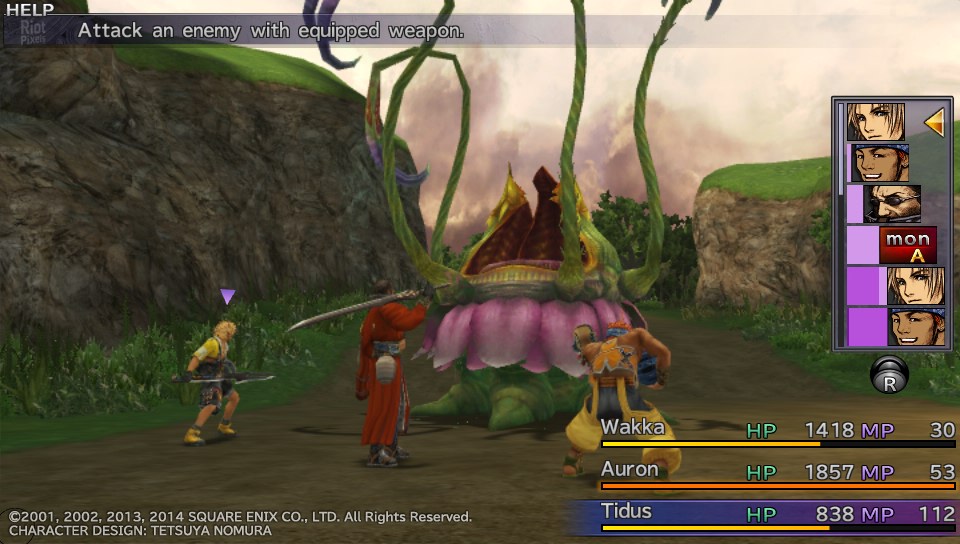 HELP
Riot
Pixels
Attack an enemy with equipped weapon.
mon
A
R
Wakka HP 1418 MP 30
Auron HP 1857 MP 53
Tidus HP 838 MP 112
©2001, 2002, 2013, 2014 SQUARE ENIX CO., LTD. All Rights Reserved.
CHARACTER DESIGN: TETSUYA NOMURA